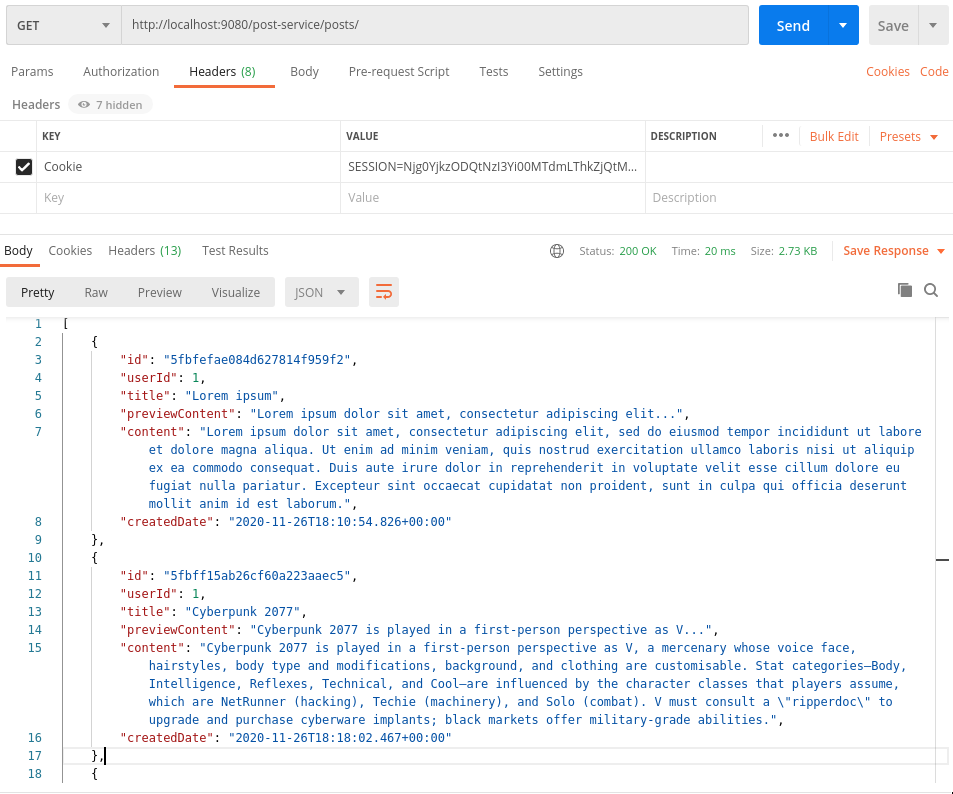 GET http://localhost:9080/post-service/posts/ Send Save
Params Authorization Headers (8) Body Pre-request Script Tests Settings Cookies Code
Headers 7 hidden
KEY VALUE DESCRIPTION ••• Bulk Edit Presets
Cookie SESSION=Njg0YjkzODQtNzI3Yi00MTdmLThkZjQtM...
Key Value Description
Body Cookies Headers (13) Test Results Status: 200 OK Time: 20 ms Size: 2.73 KB Save Response
Pretty Raw Preview Visualize JSON
1 [
2 {
3 "id": "5fbfefae084d627814f959f2",
4 "userId": 1,
5 "title": "Lorem ipsum",
6 "previewContent": "Lorem ipsum dolor sit amet, consectetur adipiscing elit...",
7 "content": "Lorem ipsum dolor sit amet, consectetur adipiscing elit, sed do eiusmod tempor incididunt ut labore
et dolore magna aliqua. Ut enim ad minim veniam, quis nostrud exercitation ullamco laboris nisi ut aliquip
ex ea commodo consequat. Duis aute irure dolor in reprehenderit in voluptate velit esse cillum dolore eu
fugiat nulla pariatur. Excepteur sint occaecat cupidatat non proident, sunt in culpa qui officia deserunt
mollit anim id est laborum.",
8 "createdDate": "2020-11-26T18:10:54.826+00:00"
9 },
10 {
11 "id": "5fbff15ab26cf60a223aaec5",
12 "userId": 1,
13 "title": "Cyberpunk 2077",
14 "previewContent": "Cyberpunk 2077 is played in a first-person perspective as V...",
15 "content": "Cyberpunk 2077 is played in a first-person perspective as V, a mercenary whose voice face,
hairstyles, body type and modifications, background, and clothing are customisable. Stat categories—Body,
Intelligence, Reflexes, Technical, and Cool—are influenced by the character classes that players assume,
which are NetRunner (hacking), Techie (machinery), and Solo (combat). V must consult a \"ripperdoc\" to
upgrade and purchase cyberware implants; black markets offer military-grade abilities.",
16 "createdDate": "2020-11-26T18:18:02.467+00:00"
17 },
18 {